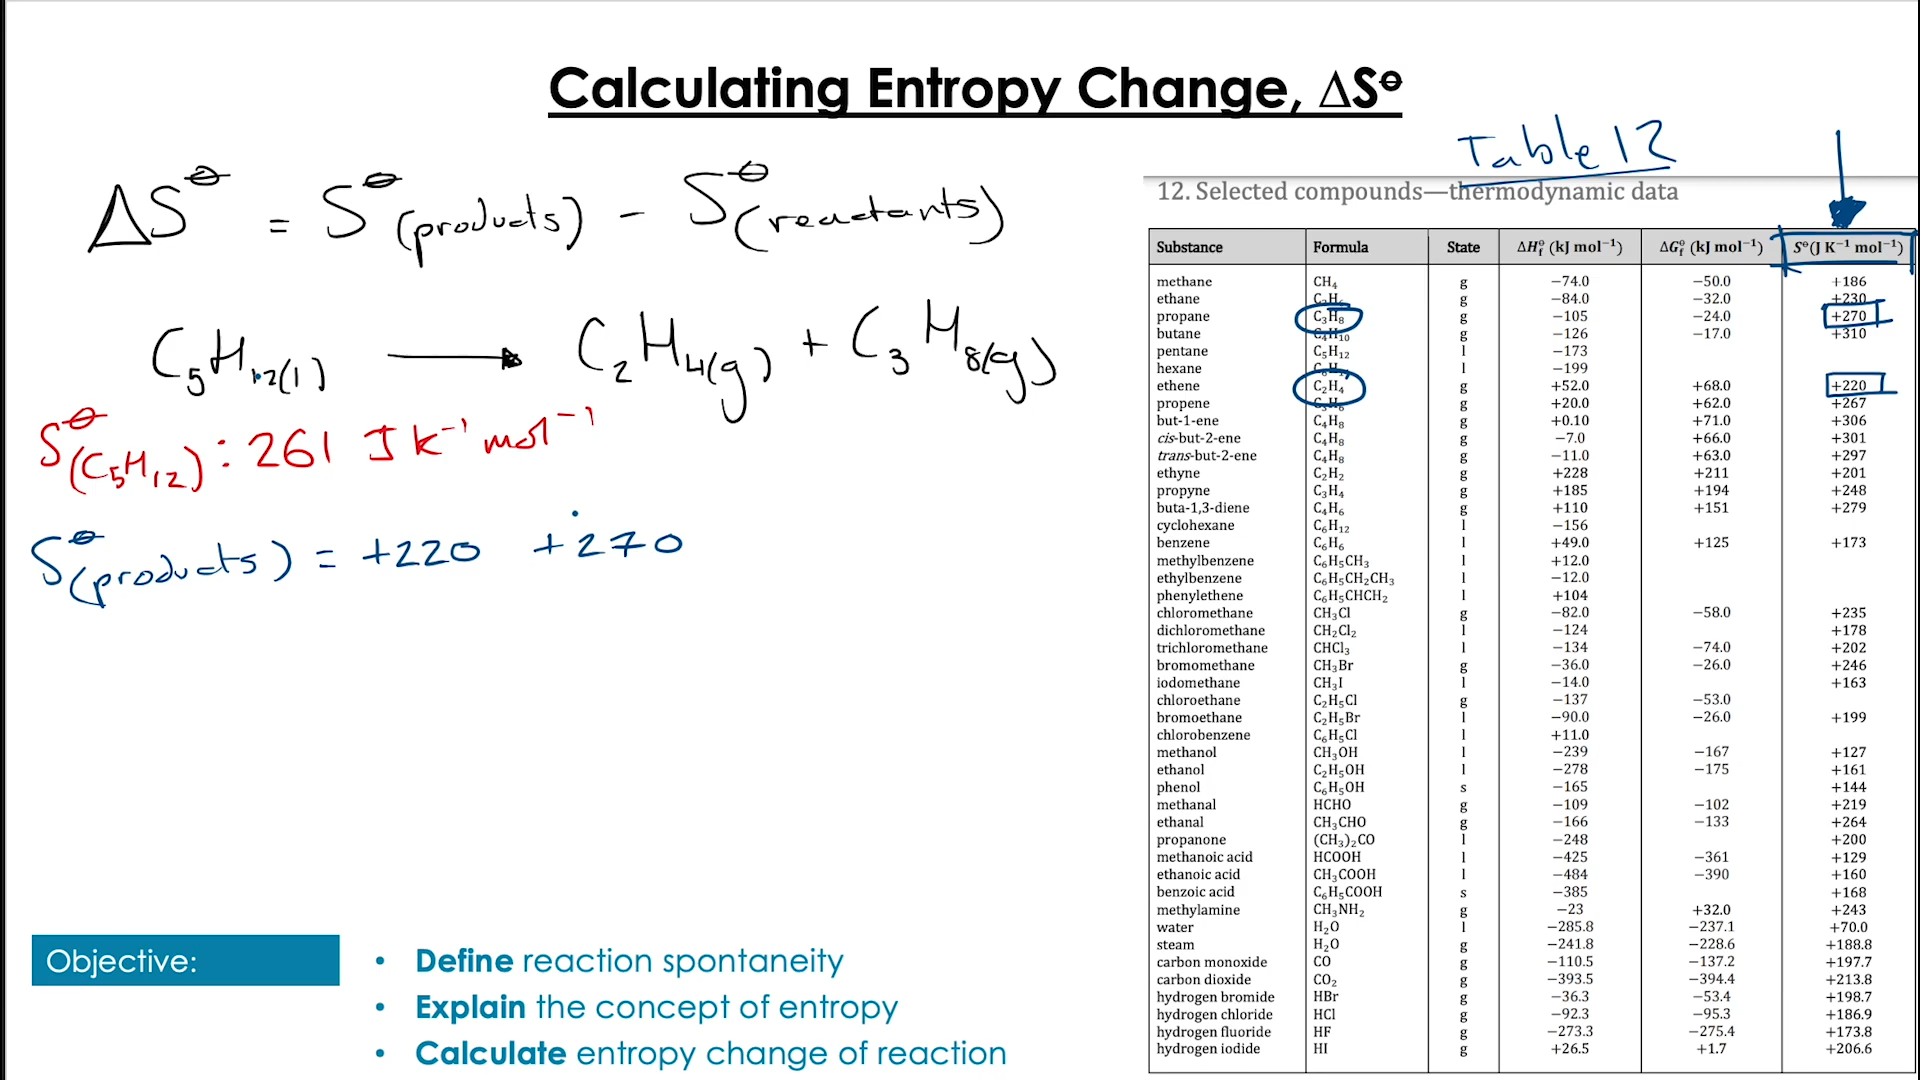 Calculating Entropy Change, ΔS⦵
ΔS⦵ = S⦵(products) − S⦵(reactants)
C₅H₁₂(l) → C₂H₄(g) + C₃H₈(g)
S⦵(C₅H₁₂): 261 J K⁻¹ mol⁻¹
S⦵(products) = +220 +270
Table 12
12. Selected compounds—thermodynamic data
Substance Formula State ΔH_f⦵ (kJ mol⁻¹) ΔG_f⦵ (kJ mol⁻¹) S⦵ (J K⁻¹ mol⁻¹)
methane CH₄ g −74.0 −50.0 +186
ethane C₂H₆ g −84.0 −32.0 +230
propane C₃H₈ g −105 −24.0 +270
butane C₄H₁₀ g −126 −17.0 +310
pentane C₅H₁₂ l −173
hexane l −199
ethene C₂H₄ g +52.0 +68.0 +220
propene C₃H₆ g +20.0 +62.0 +267
but-1-ene C₄H₈ g +0.10 +71.0 +306
cis-but-2-ene C₄H₈ g −7.0 +66.0 +301
trans-but-2-ene C₄H₈ g −11.0 +63.0 +297
ethyne C₂H₂ g +228 +211 +201
propyne C₃H₄ g +185 +194 +248
buta-1,3-diene C₄H₆ g +110 +151 +279
cyclohexane C₆H₁₂ l −156
benzene C₆H₆ l +49.0 +125 +173
methylbenzene C₆H₅CH₃ l +12.0
ethylbenzene C₆H₅CH₂CH₃ l −12.0
phenylethene C₆H₅CHCH₂ l +104
chloromethane CH₃Cl g −82.0 −58.0 +235
dichloromethane CH₂Cl₂ l −124 +178
trichloromethane CHCl₃ l −134 −74.0 +202
bromomethane CH₃Br g −36.0 −26.0 +246
iodomethane CH₃I l −14.0 +163
chloroethane C₂H₅Cl g −137 −53.0
bromoethane C₂H₅Br l −90.0 −26.0 +199
chlorobenzene C₆H₅Cl l +11.0
methanol CH₃OH l −239 −167 +127
ethanol C₂H₅OH l −278 −175 +161
phenol C₆H₅OH s −165 +144
methanal HCHO g −109 −102 +219
ethanal CH₃CHO g −166 −133 +264
propanone (CH₃)₂CO l −248 +200
methanoic acid HCOOH l −425 −361 +129
ethanoic acid CH₃COOH l −484 −390 +160
benzoic acid C₆H₅COOH s −385 +168
methylamine CH₃NH₂ g −23 +32.0 +243
water H₂O l −285.8 −237.1 +70.0
steam H₂O g −241.8 −228.6 +188.8
carbon monoxide CO g −110.5 −137.2 +197.7
carbon dioxide CO₂ g −393.5 −394.4 +213.8
hydrogen bromide HBr g −36.3 −53.4 +198.7
hydrogen chloride HCl g −92.3 −95.3 +186.9
hydrogen fluoride HF g −273.3 −275.4 +173.8
hydrogen iodide HI g +26.5 +1.7 +206.6
Objective:
• Define reaction spontaneity
• Explain the concept of entropy
• Calculate entropy change of reaction